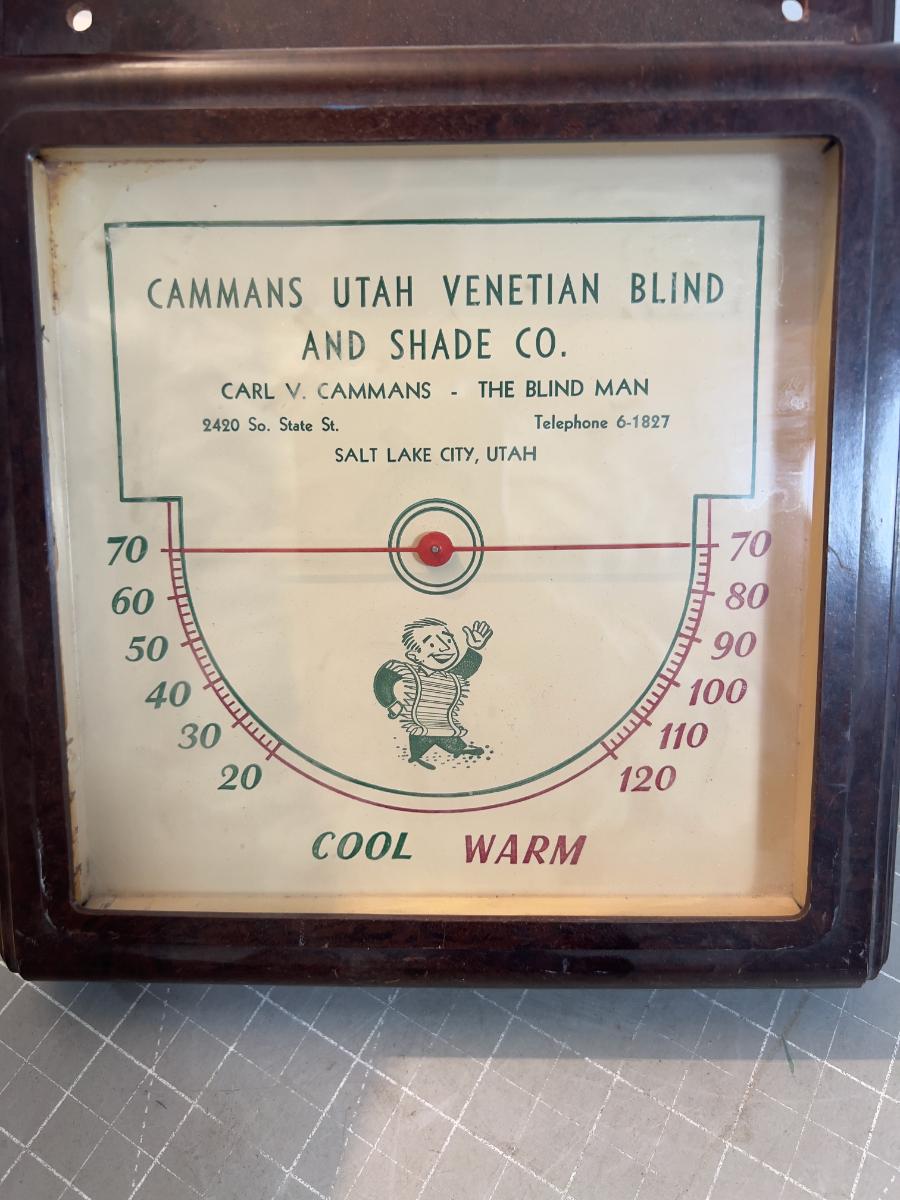 CAMMANS UTAH VENETIAN BLIND
AND SHADE CO.
CARL V. CAMMANS - THE BLIND MAN
2420 So. State St. Telephone 6-1827
SALT LAKE CITY, UTAH
70 70
60 80
50 90
40 100
30 110
20 120
COOL WARM